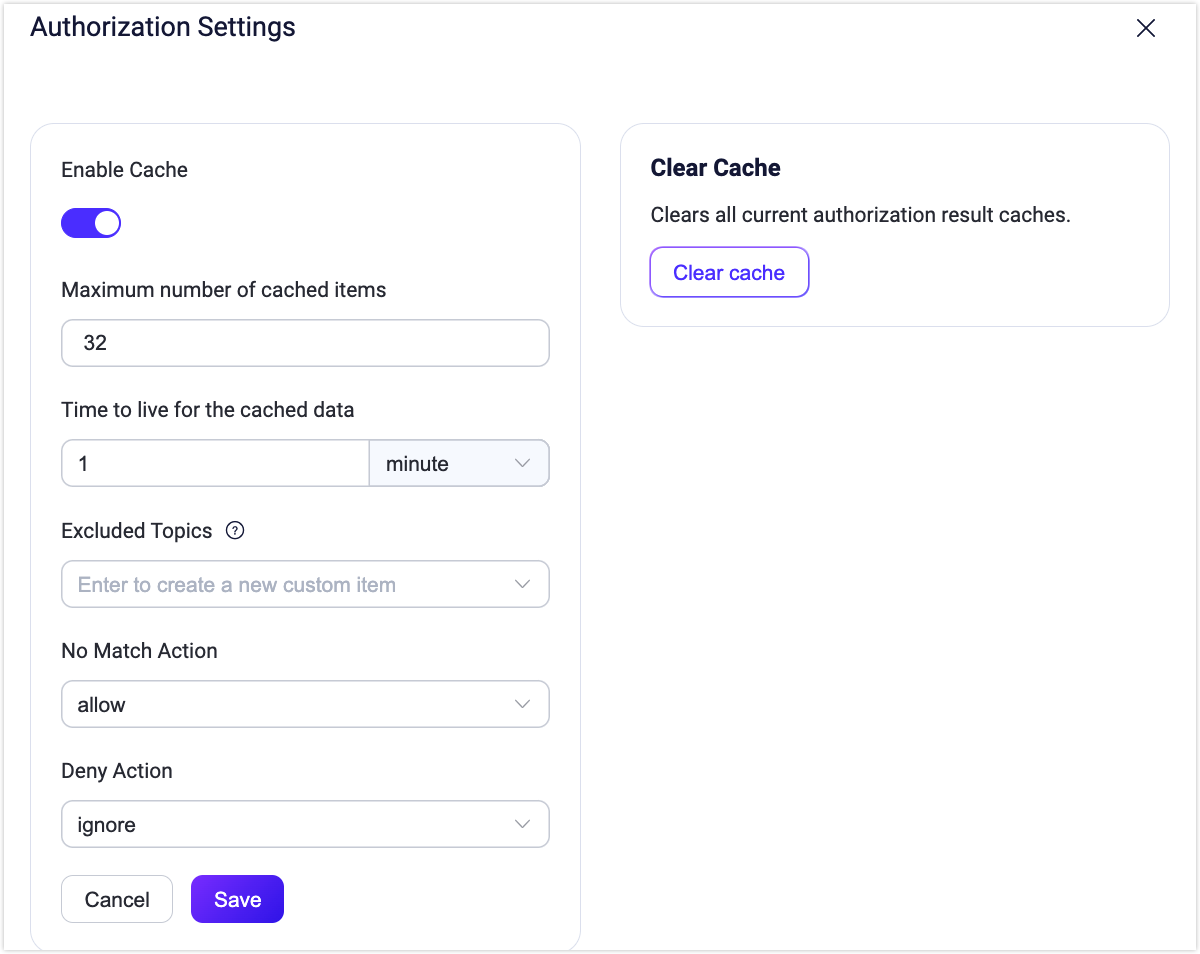 Authorization Settings
Enable Cache
Maximum number of cached items
32
Time to live for the cached data
1
minute
Excluded Topics ?
Enter to create a new custom item
No Match Action
allow
Deny Action
ignore
Cancel
Save
Clear Cache
Clears all current authorization result caches.
Clear cache